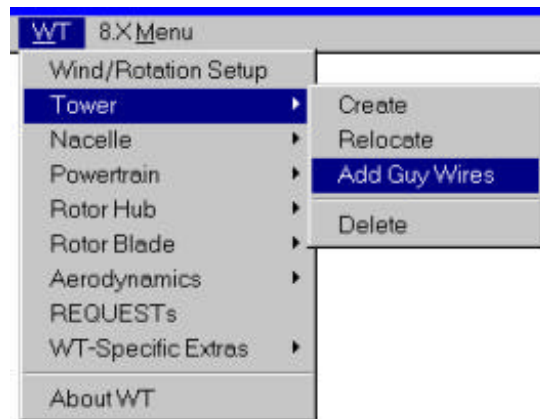 WT 8.X Menu
Wind/Rotation Setup
Tower
Nacelle
Powertrain
Rotor Hub
Rotor Blade
Aerodynamics
REQUESTs
WT-Specific Extras
About WT
Create
Relocate
Add Guy Wires
Delete